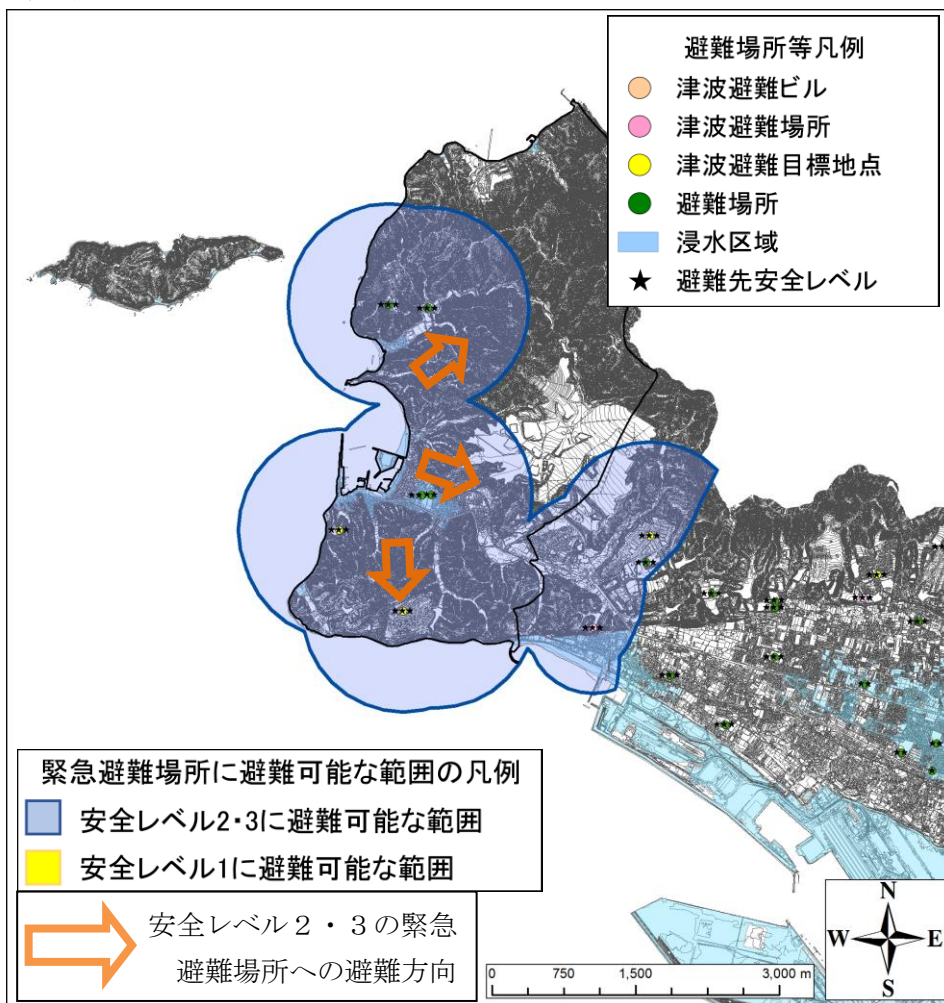 避難場所等凡例
津波避難ビル
津波避難場所
津波避難目標地点
避難場所
浸水区域
★ 避難先安全レベル
緊急避難場所に避難可能な範囲の凡例
安全レベル2・3に避難可能な範囲
安全レベル1に避難可能な範囲
安全レベル２・３の緊急
避難場所への避難方向
N
W E
S
0 750 1,500 3,000 m